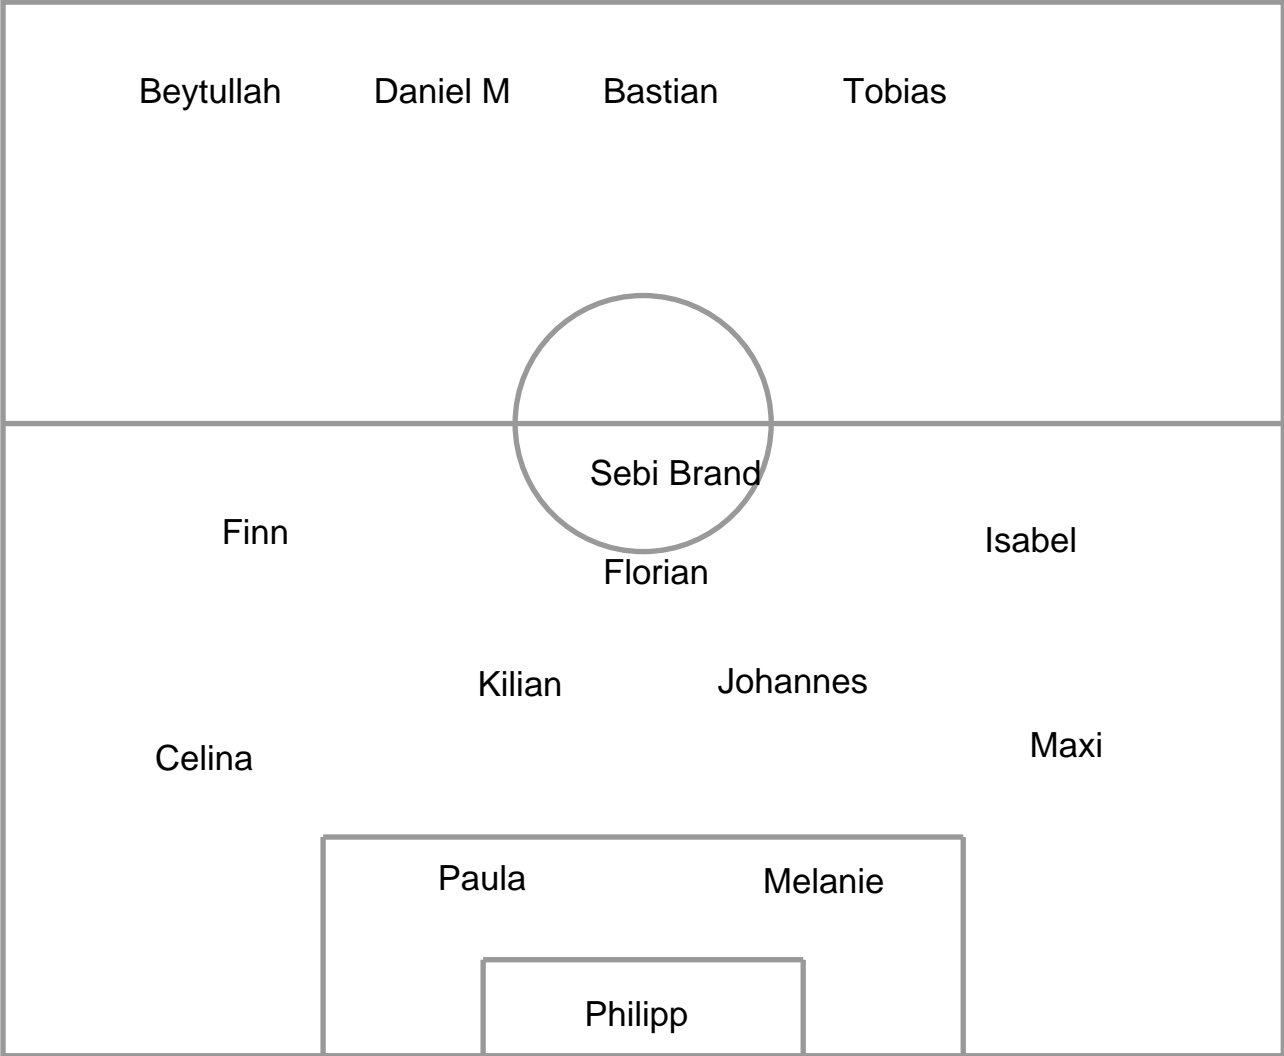 Beytullah Daniel M Bastian Tobias
Sebi Brand
Finn
Isabel
Florian
Kilian Johannes
Celina
Maxi
Paula Melanie
Philipp